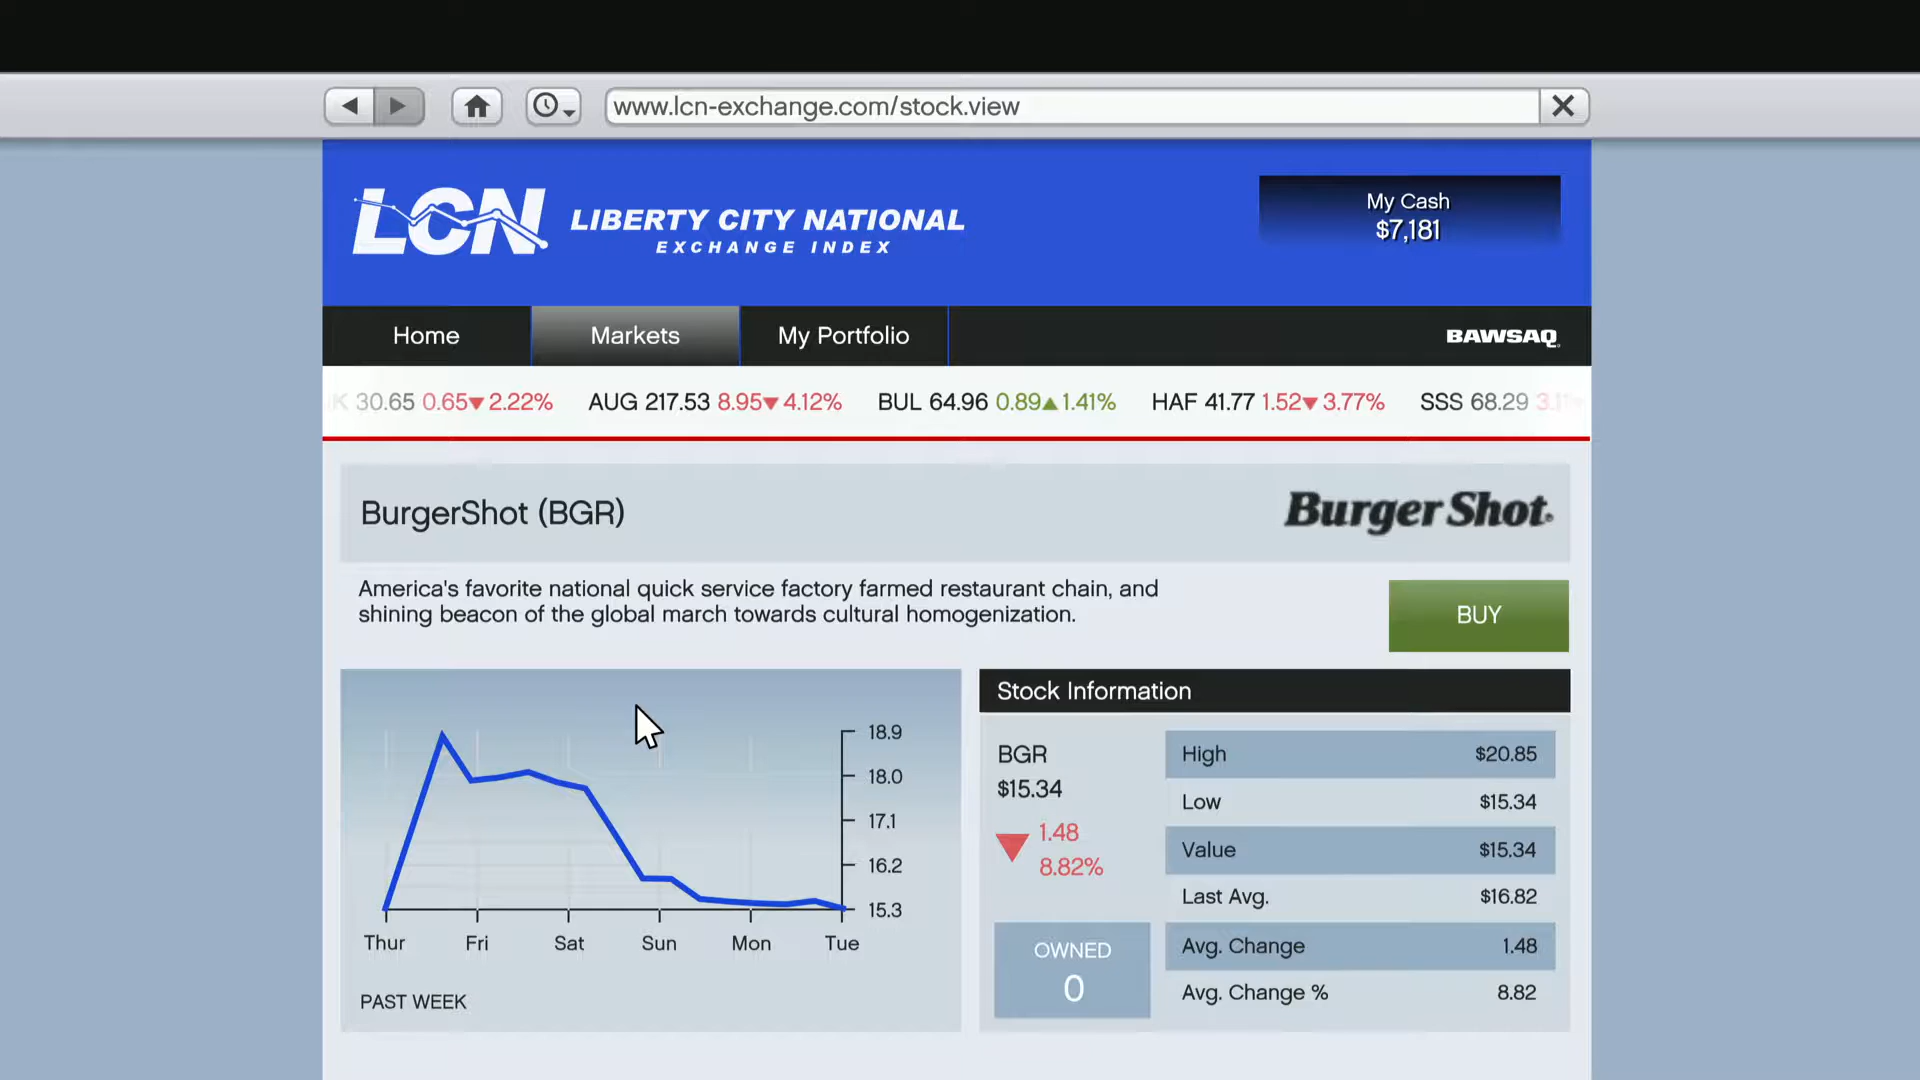 www.lcn-exchange.com/stock.view
LCN LIBERTY CITY NATIONAL
EXCHANGE INDEX
My Cash
$7,181
Home Markets My Portfolio BAWSAQ
K 30.65 0.65▼2.22% AUG 217.53 8.95▼4.12% BUL 64.96 0.89▲1.41% HAF 41.77 1.52▼3.77% SSS 68.29
BurgerShot (BGR) Burger Shot
America's favorite national quick service factory farmed restaurant chain, and
shining beacon of the global march towards cultural homogenization.
BUY
18.9
18.0
17.1
16.2
15.3
Thur Fri Sat Sun Mon Tue
PAST WEEK
Stock Information
BGR
$15.34
1.48
8.82%
OWNED
0
High $20.85
Low $15.34
Value $15.34
Last Avg. $16.82
Avg. Change 1.48
Avg. Change % 8.82